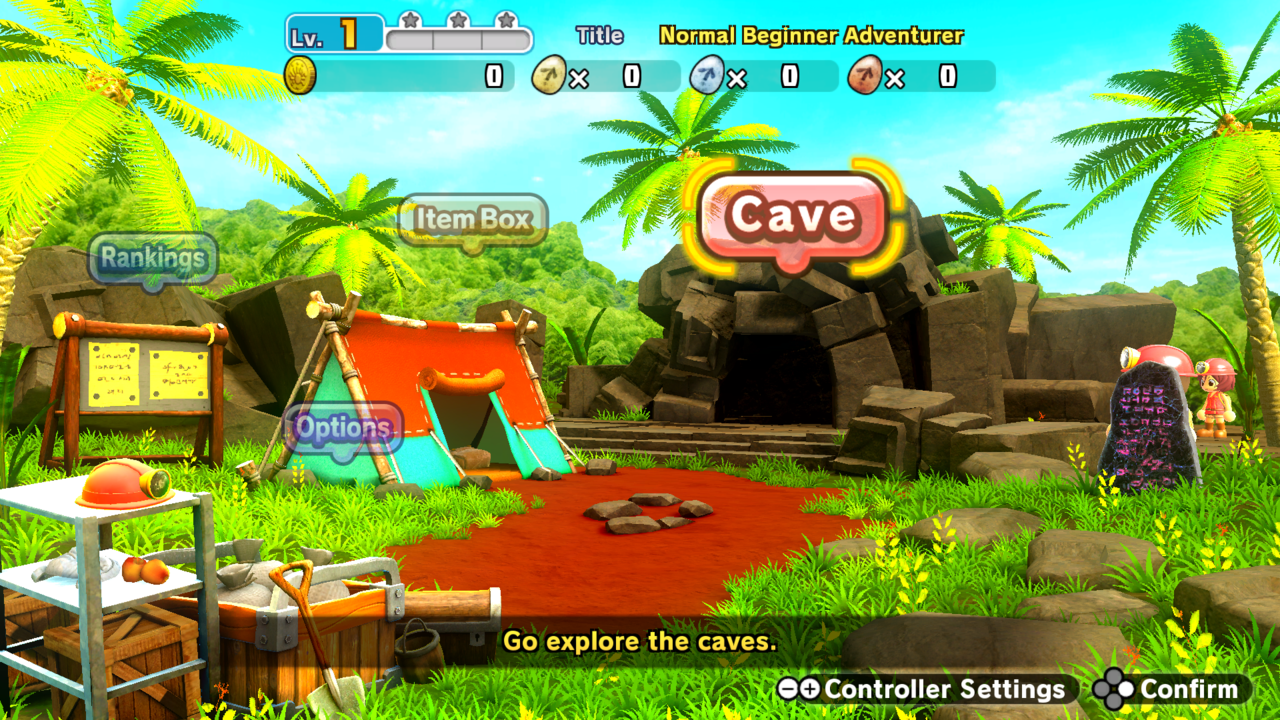 Lv. 1
Title Normal Beginner Adventurer
0 × 0 × 0 × 0
Cave
Item Box
Rankings
Options
Go explore the caves.
Controller Settings
Confirm